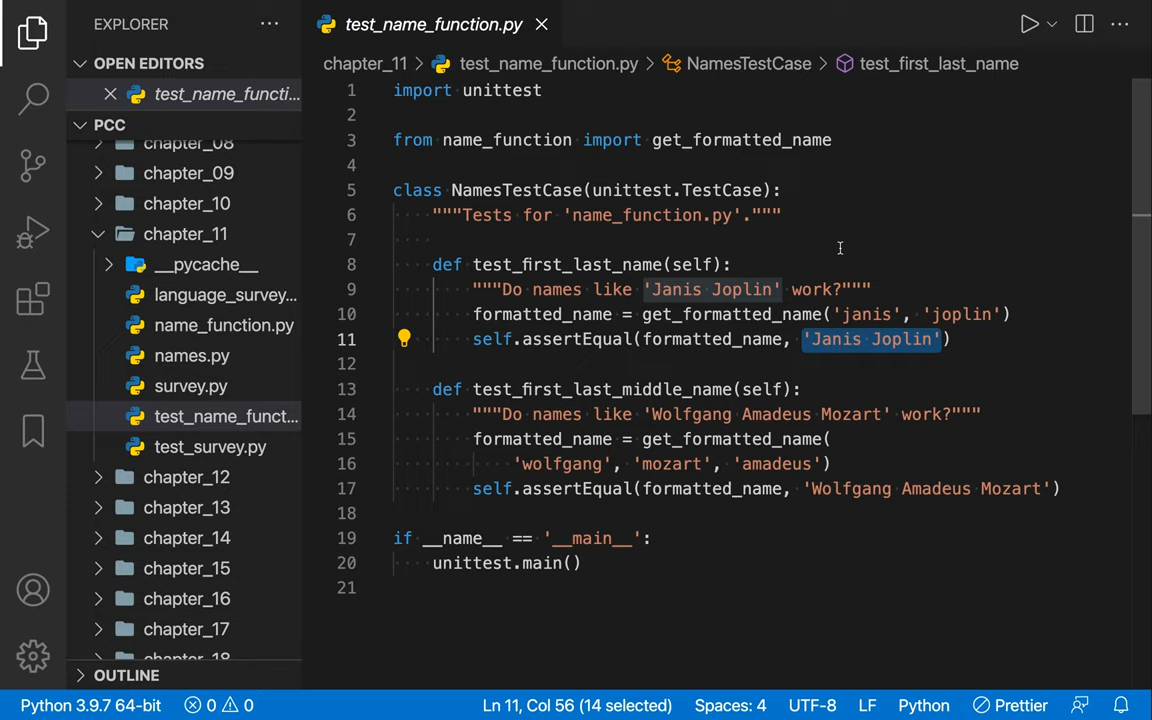 EXPLORER ···
OPEN EDITORS
test_name_functi...
PCC
chapter_08
chapter_09
chapter_10
chapter_11
__pycache__
language_survey...
name_function.py
names.py
survey.py
test_name_funct...
test_survey.py
chapter_12
chapter_13
chapter_14
chapter_15
chapter_16
chapter_17
chapter_18
OUTLINE
test_name_function.py
chapter_11 > test_name_function.py > NamesTestCase > test_first_last_name
1 import unittest
2
3 from name_function import get_formatted_name
4
5 class NamesTestCase(unittest.TestCase):
6 """Tests for 'name_function.py'."""
7
8 def test_first_last_name(self):
9 """Do names like 'Janis Joplin' work?"""
10 formatted_name = get_formatted_name('janis', 'joplin')
11 self.assertEqual(formatted_name, 'Janis Joplin')
12
13 def test_first_last_middle_name(self):
14 """Do names like 'Wolfgang Amadeus Mozart' work?"""
15 formatted_name = get_formatted_name(
16 'wolfgang', 'mozart', 'amadeus')
17 self.assertEqual(formatted_name, 'Wolfgang Amadeus Mozart')
18
19 if __name__ == '__main__':
20 unittest.main()
21
Python 3.9.7 64-bit 0 0 Ln 11, Col 56 (14 selected) Spaces: 4 UTF-8 LF Python Prettier